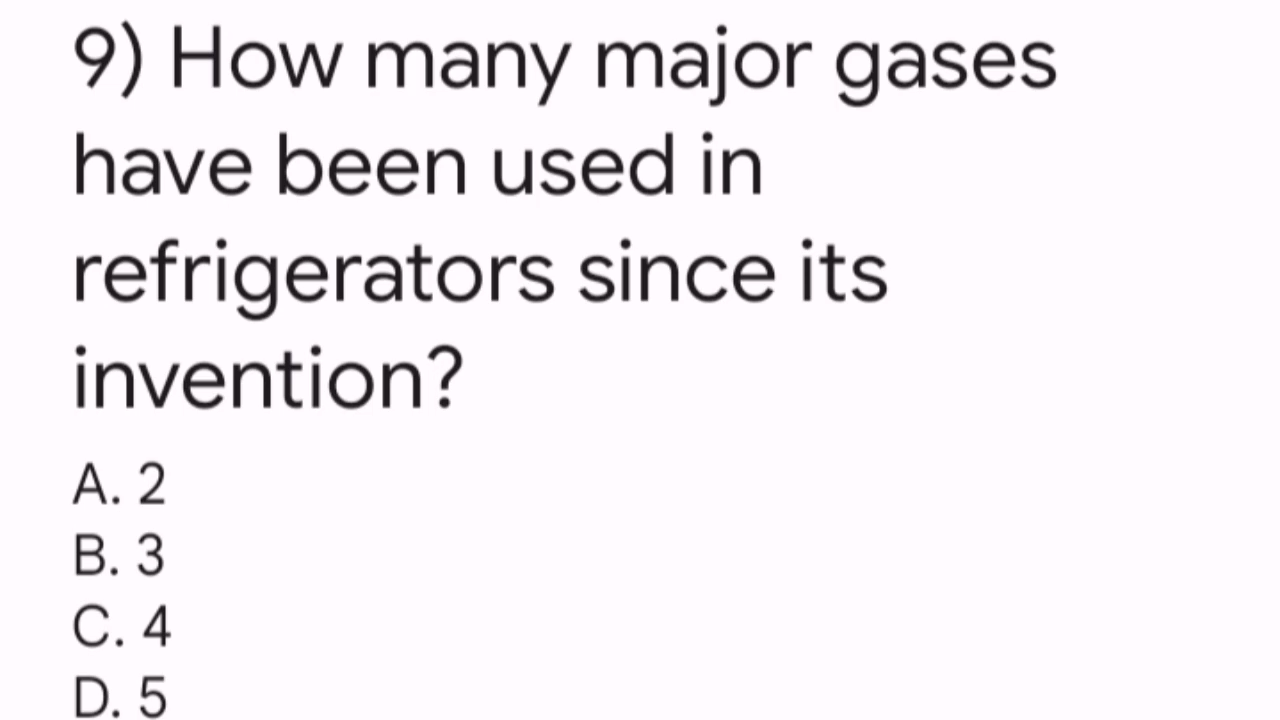 9) How many major gases
have been used in
refrigerators since its
invention?
A. 2
B. 3
C. 4
D. 5